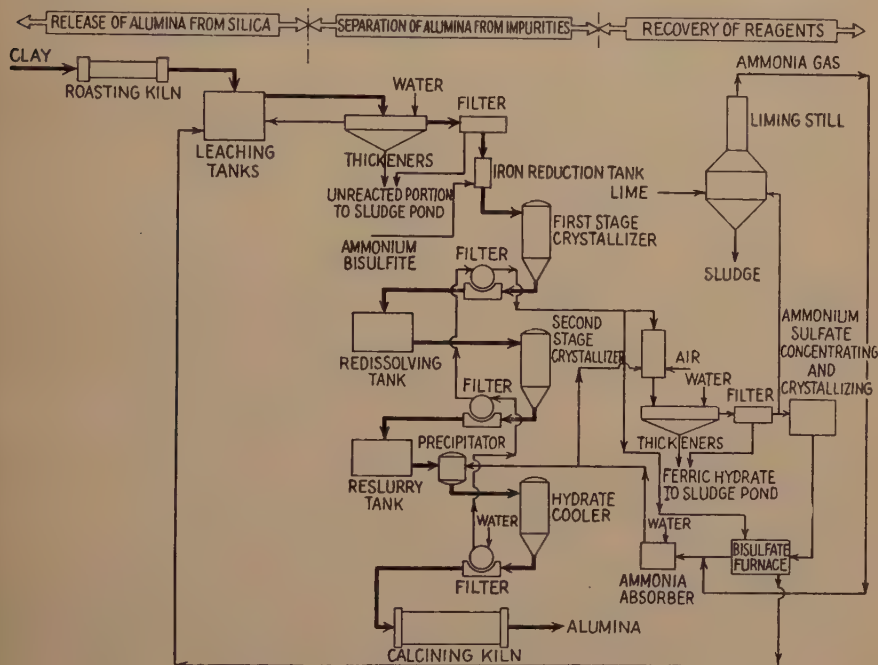 RELEASE OF ALUMINA FROM SILICA
SEPARATION OF ALUMINA FROM IMPURITIES
RECOVERY OF REAGENTS
CLAY
ROASTING KILN
LEACHING
TANKS
WATER
THICKENERS
FILTER
UNREACTED PORTION
TO SLUDGE POND
IRON REDUCTION TANK
AMMONIUM
BISULFITE
FIRST STAGE
CRYSTALLIZER
FILTER
REDISSOLVING
TANK
SECOND
STAGE
CRYSTALLIZER
FILTER
PRECIPITATOR
RESLURRY
TANK
HYDRATE
COOLER
WATER
FILTER
CALCINING KILN
ALUMINA
AMMONIA GAS
LIMING STILL
LIME
SLUDGE
AMMONIUM
SULFATE
CONCENTRATING
AND
CRYSTALLIZING
AIR
WATER
FILTER
THICKENERS
FERRIC HYDRATE
TO SLUDGE POND
WATER
AMMONIA
ABSORBER
BISULFATE
FURNACE